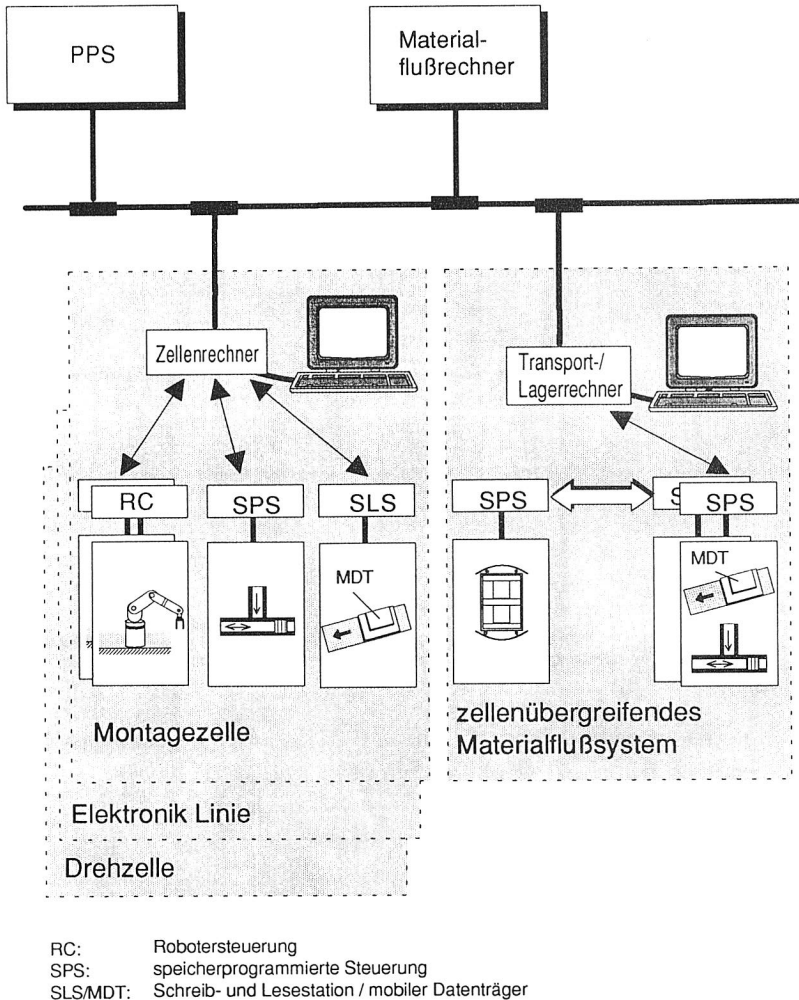 PPS
Material-
flußrechner
Zellenrechner
Transport-/
Lagerrechner
RC
SPS
SLS
SPS
S
SPS
MDT
MDT
Montagezelle
zellenübergreifendes
Materialflußsystem
Elektronik Linie
Drehzelle
RC: Robotersteuerung
SPS: speicherprogrammierte Steuerung
SLS/MDT: Schreib- und Lesestation / mobiler Datenträger